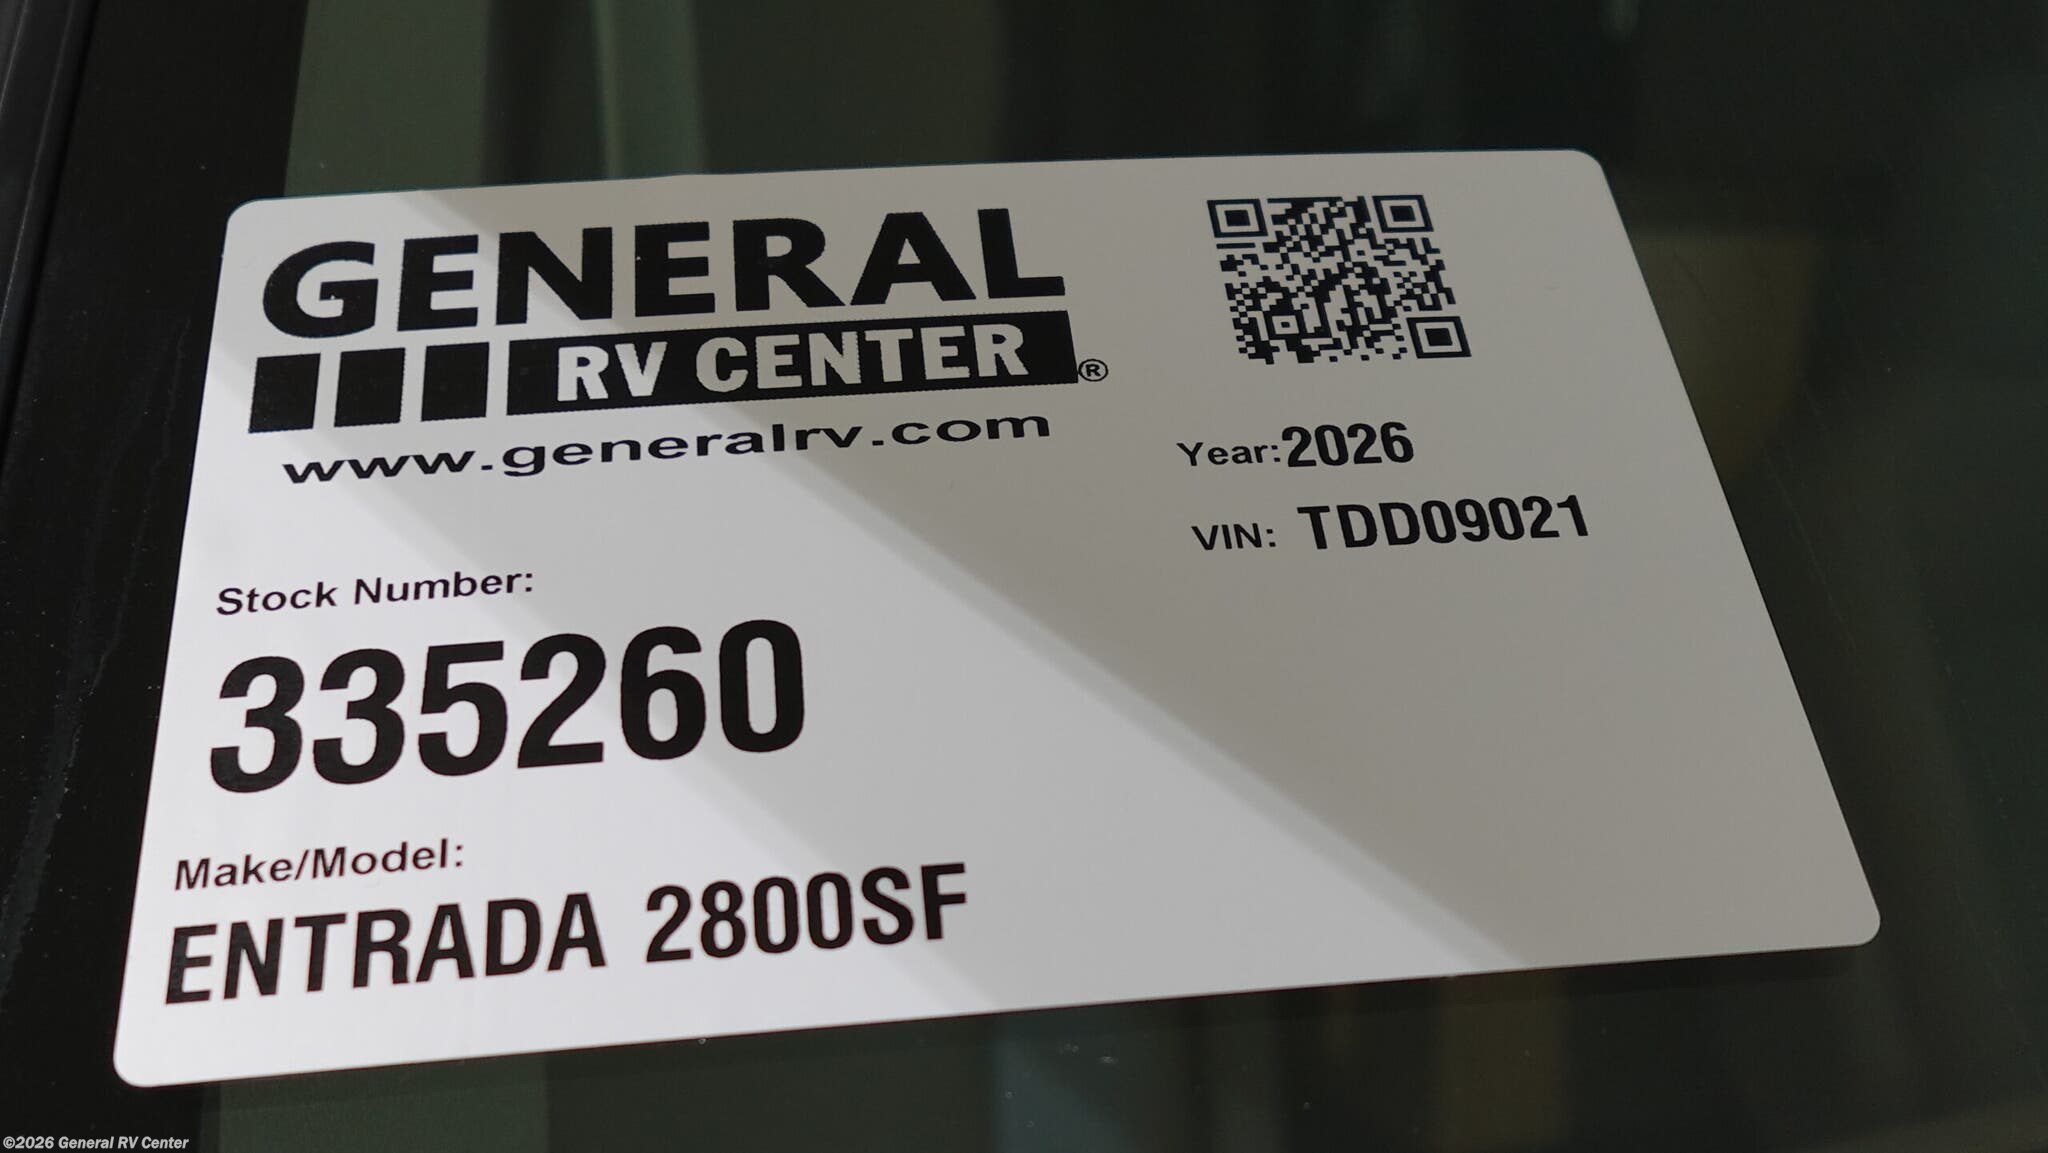 GENERAL
RV CENTER®
www.generalrv.com
Year:2026
VIN: TDD09021
Stock Number:
335260
Make/Model:
ENTRADA 2800SF
©2026 General RV Center